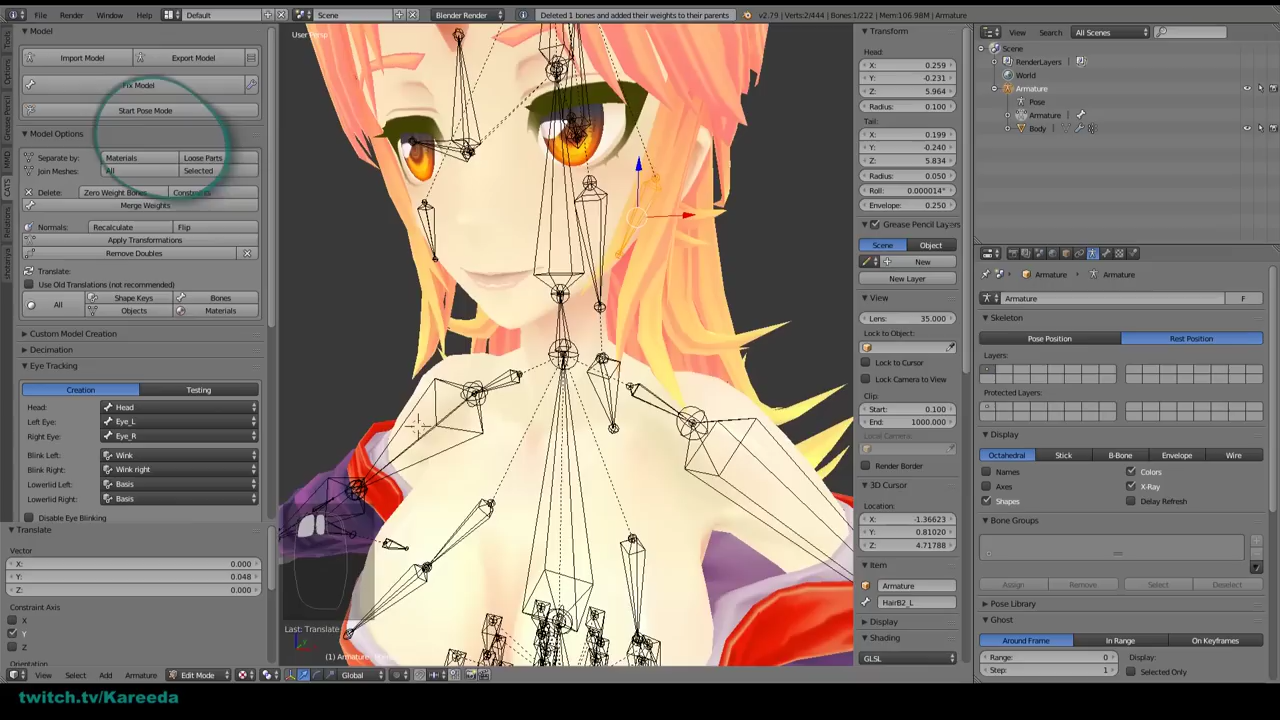 File Render Window Help Default Scene Blender Render Deleted 1 bones and added their weights to their parents v2.79 | Verts:2/444 | Bones:1/222 | Mem:106.98M | Armature
Model
Import Model Export Model
Fix Model
Start Pose Mode
Model Options
Separate by: Materials Loose Parts
Join Meshes: All Selected
Delete: Zero Weight Bones Constraints
Merge Weights
Normals: Recalculate Flip
Apply Transformations
Remove Doubles
Translate:
Use Old Translations (not recommended)
All Shape Keys Bones
Objects Materials
Custom Model Creation
Decimation
Eye Tracking
Creation Testing
Head: Head
Left Eye: Eye_L
Right Eye: Eye_R
Blink Left: Wink
Blink Right: Wink right
Lowerlid Left: Basis
Lowerlid Right: Basis
Disable Eye Blinking
Translate
Vector
X: 0.000
Y: 0.048
Z: 0.000
Constraint Axis
X
Y
Z
Orientation
Tools
Options
Grease Pencil
MMD
CATS
Relations
shotariya
User Persp
Last: Translate
Transform
Head:
X: 0.259
Y: -0.231
Z: 5.964
Radius: 0.100
Tail:
X: 0.199
Y: -0.240
Z: 5.834
Radius: 0.050
Roll: 0.000014°
Envelope: 0.250
Grease Pencil Layers
Scene Object
New
New Layer
View
Lens: 35.000
Lock to Object:
Lock to Cursor
Lock Camera to View
Clip:
Start: 0.100
End: 1000.000
Local Camera:
Render Border
3D Cursor
Location:
X: -1.36623
Y: 0.81020
Z: 4.71788
Item
Armature
HairB2_L
Display
Shading
GLSL
View Search All Scenes
Scene
RenderLayers
World
Armature
Pose
Armature
Body
Armature Armature
Armature F
Skeleton
Pose Position Rest Position
Layers:
Protected Layers:
Display
Octahedral Stick B-Bone Envelope Wire
Names Colors
Axes X-Ray
Shapes Delay Refresh
Bone Groups
Assign Remove Select Deselect
Pose Library
Ghost
Around Frame In Range On Keyframes
Range: 0 Display:
Step: 1 Selected Only
View Select Add Armature Edit Mode Global
twitch.tv/Kareeda